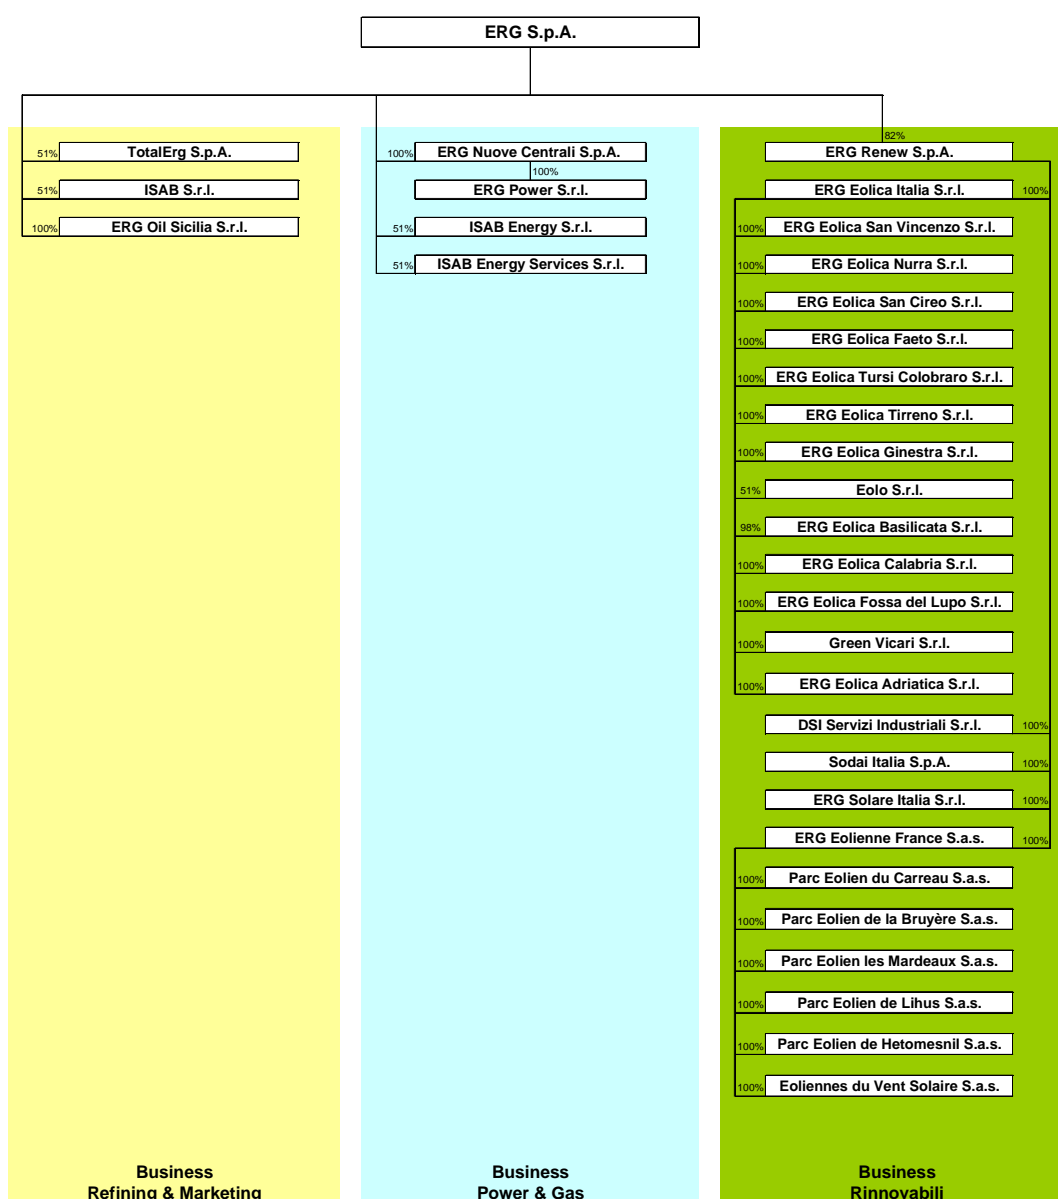 ERG S.p.A.
51% TotalErg S.p.A.
51% ISAB S.r.l.
100% ERG Oil Sicilia S.r.l.
Business
Refining & Marketing
100% ERG Nuove Centrali S.p.A.
100%
ERG Power S.r.l.
51% ISAB Energy S.r.l.
51% ISAB Energy Services S.r.l.
Business
Power & Gas
82%
ERG Renew S.p.A.
ERG Eolica Italia S.r.l. 100%
100% ERG Eolica San Vincenzo S.r.l.
100% ERG Eolica Nurra S.r.l.
100% ERG Eolica San Cireo S.r.l.
100% ERG Eolica Faeto S.r.l.
100% ERG Eolica Tursi Colobraro S.r.l.
100% ERG Eolica Tirreno S.r.l.
100% ERG Eolica Ginestra S.r.l.
51% Eolo S.r.l.
98% ERG Eolica Basilicata S.r.l.
100% ERG Eolica Calabria S.r.l.
100% ERG Eolica Fossa del Lupo S.r.l.
100% Green Vicari S.r.l.
100% ERG Eolica Adriatica S.r.l.
DSI Servizi Industriali S.r.l. 100%
Sodai Italia S.p.A. 100%
ERG Solare Italia S.r.l. 100%
ERG Eolienne France S.a.s. 100%
100% Parc Eolien du Carreau S.a.s.
100% Parc Eolien de la Bruyère S.a.s.
100% Parc Eolien les Mardeaux S.a.s.
100% Parc Eolien de Lihus S.a.s.
100% Parc Eolien de Hetomesnil S.a.s.
100% Eoliennes du Vent Solaire S.a.s.
Business
Rinnovabili